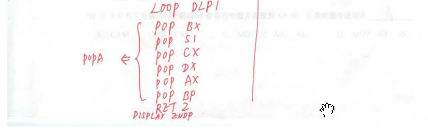 LOOP DLP1
POP BX
POP SI
POP CX
POPA ⇐ { POP DX
POP AX
POP BP
RET 2
DISPLAY ENDP